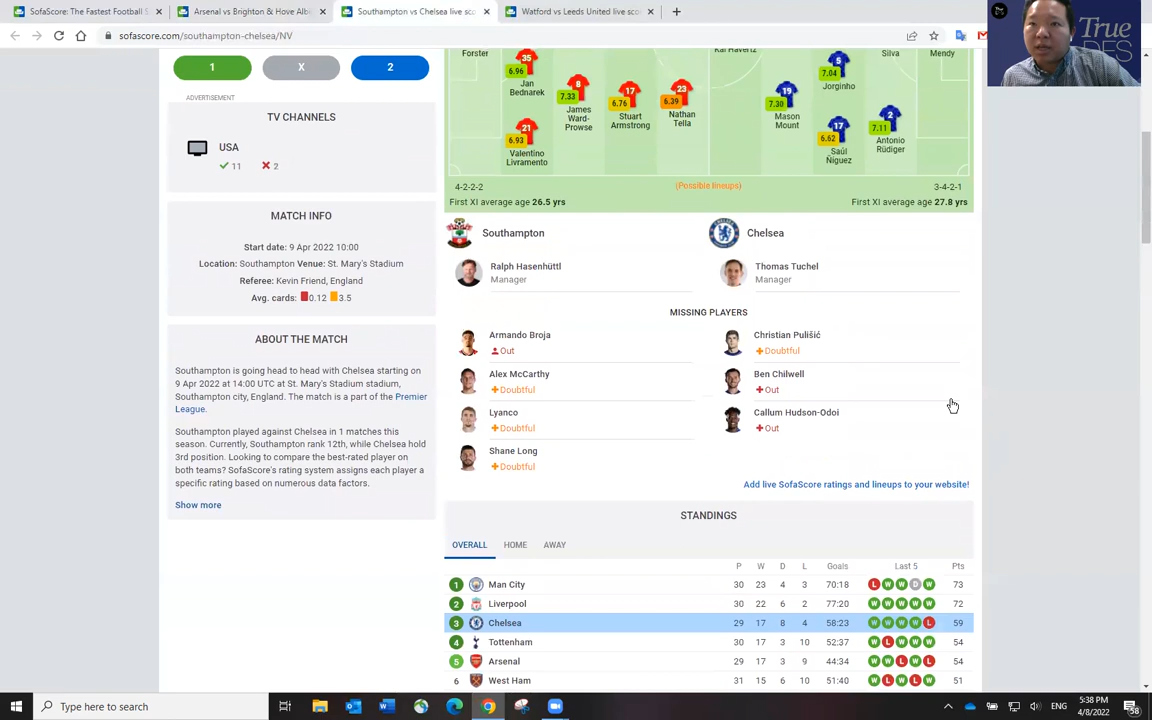 SofaScore: The Fastest Football S
Arsenal vs Brighton & Hove Albi
Southampton vs Chelsea live sco
Watford vs Leeds United live sco
sofascore.com/southampton-chelsea/NV
True
DES
1
X
2
ADVERTISEMENT
TV CHANNELS
USA
11
2
MATCH INFO
Start date: 9 Apr 2022 10:00
Location: Southampton Venue: St. Mary's Stadium
Referee: Kevin Friend, England
Avg. cards: 0.12 3.5
ABOUT THE MATCH
Southampton is going head to head with Chelsea starting on
9 Apr 2022 at 14:00 UTC at St. Mary's Stadium stadium,
Southampton city, England. The match is a part of the Premier
League.
Southampton played against Chelsea in 1 matches this
season. Currently, Southampton rank 12th, while Chelsea hold
3rd position. Looking to compare the best-rated player on
both teams? SofaScore's rating system assigns each player a
specific rating based on numerous data factors.
Show more
Forster
Kai Havertz
Silva
Mendy
35
6.96
Jan
Bednarek
8
7.33
James
Ward-
Prowse
17
6.76
Stuart
Armstrong
23
6.39
Nathan
Tella
21
6.93
Valentino
Livramento
19
7.30
Mason
Mount
5
7.04
Jorginho
17
6.62
Saúl
Ñiguez
2
7.11
Antonio
Rüdiger
4-2-2-2
(Possible lineups)
3-4-2-1
First XI average age 26.5 yrs
First XI average age 27.8 yrs
Southampton
Chelsea
Ralph Hasenhüttl
Manager
Thomas Tuchel
Manager
MISSING PLAYERS
Armando Broja
Out
Christian Pulišić
Doubtful
Alex McCarthy
Doubtful
Ben Chilwell
Out
Lyanco
Doubtful
Callum Hudson-Odoi
Out
Shane Long
Doubtful
Add live SofaScore ratings and lineups to your website!
STANDINGS
OVERALL HOME AWAY
P W D L Goals Last 5 Pts
1 Man City 30 23 4 3 70:18 L W W D W 73
2 Liverpool 30 22 6 2 77:20 W W W W W 72
3 Chelsea 29 17 8 4 58:23 W W W W L 59
4 Tottenham 30 17 3 10 52:37 W L W W W 54
5 Arsenal 29 17 3 9 44:34 W W L W L 54
6 West Ham 31 15 6 10 51:40 W L W L W 51
Type here to search
ENG
5:38 PM
4/8/2022
58